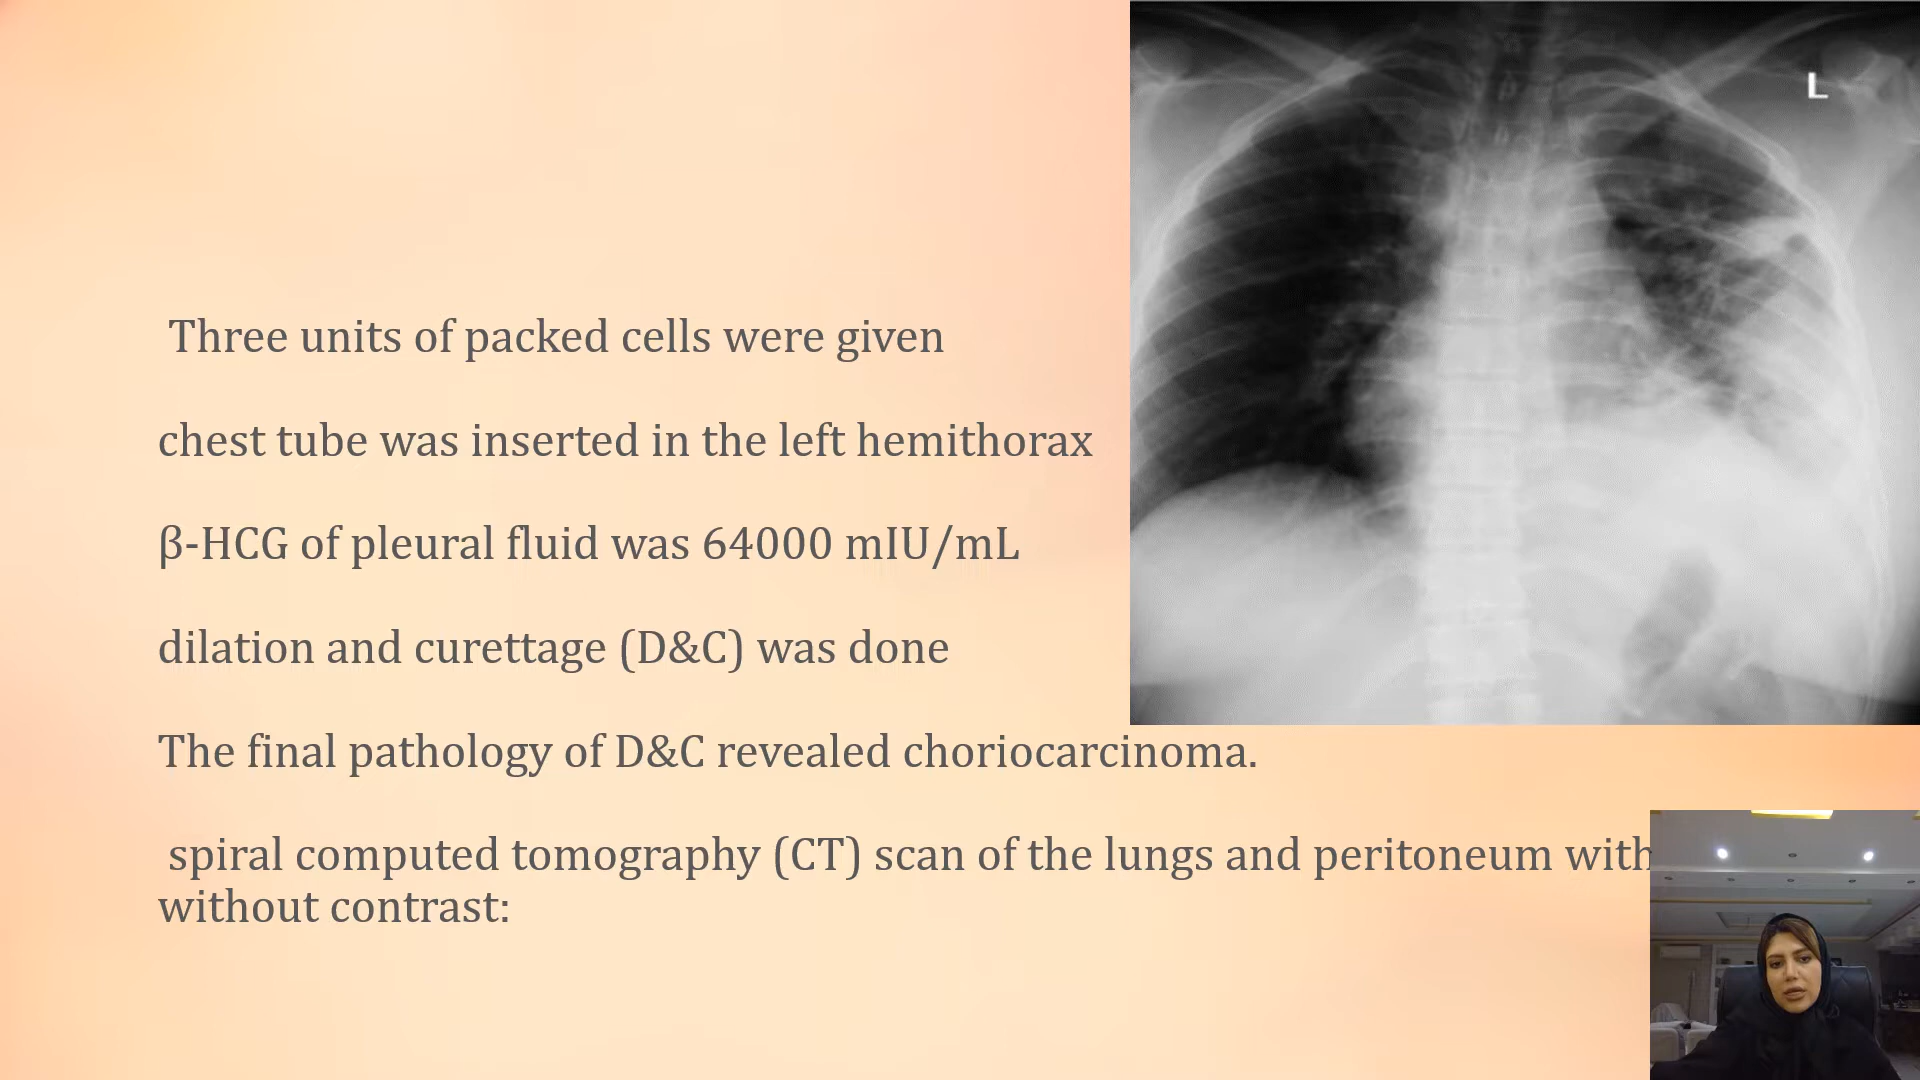 L
Three units of packed cells were given
chest tube was inserted in the left hemithorax
β-HCG of pleural fluid was 64000 mIU/mL
dilation and curettage (D&C) was done
The final pathology of D&C revealed choriocarcinoma.
spiral computed tomography (CT) scan of the lungs and peritoneum with
without contrast: